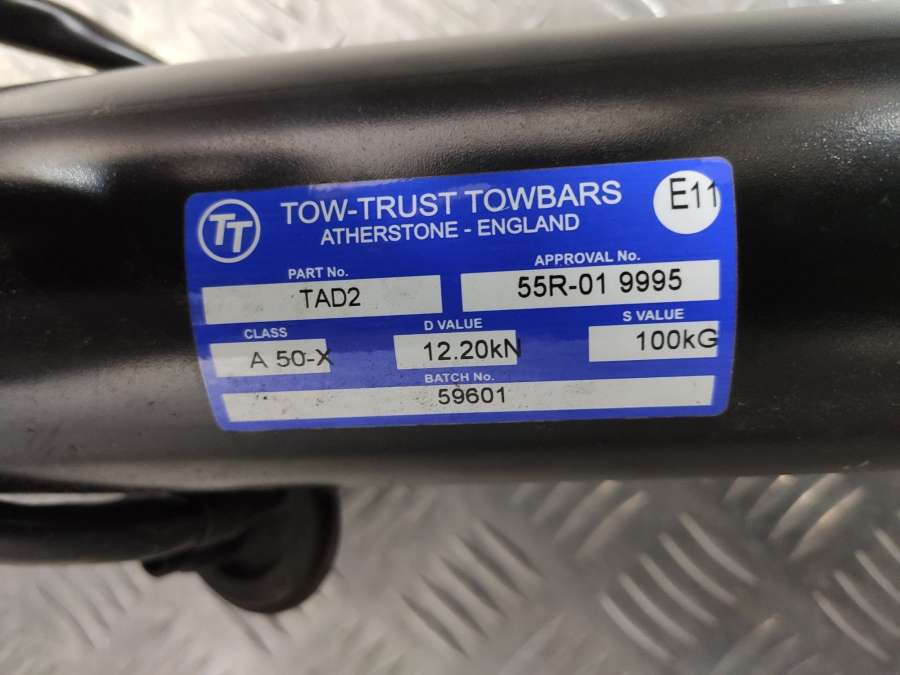 TT
TOW-TRUST TOWBARS
E11
ATHERSTONE - ENGLAND
PART No.
APPROVAL No.
TAD2
55R-01 9995
CLASS
D VALUE
S VALUE
A 50-X
12.20kN
100kG
BATCH No.
59601